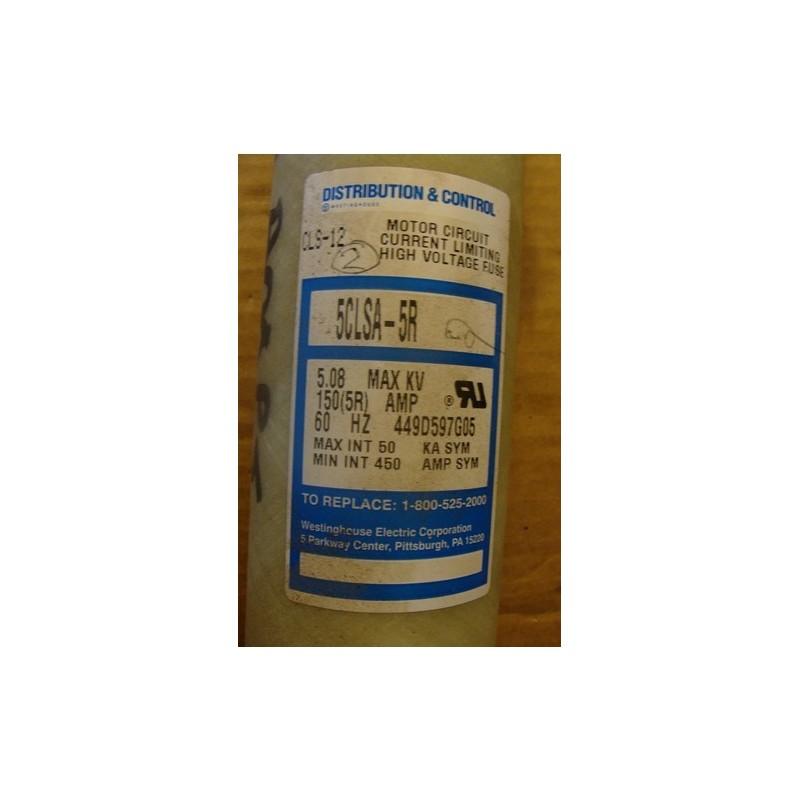 DISTRIBUTION & CONTROL
WESTINGHOUSE
CLS-12
2
MOTOR CIRCUIT
CURRENT LIMITING
HIGH VOLTAGE FUSE
5CLSA-5R
5.08 MAX KV
150(5R) AMP
® UR
60 HZ 449D597G05
MAX INT 50 KA SYM
MIN INT 450 AMP SYM
TO REPLACE: 1-800-525-2000
Westinghouse Electric Corporation
5 Parkway Center, Pittsburgh, PA 15220